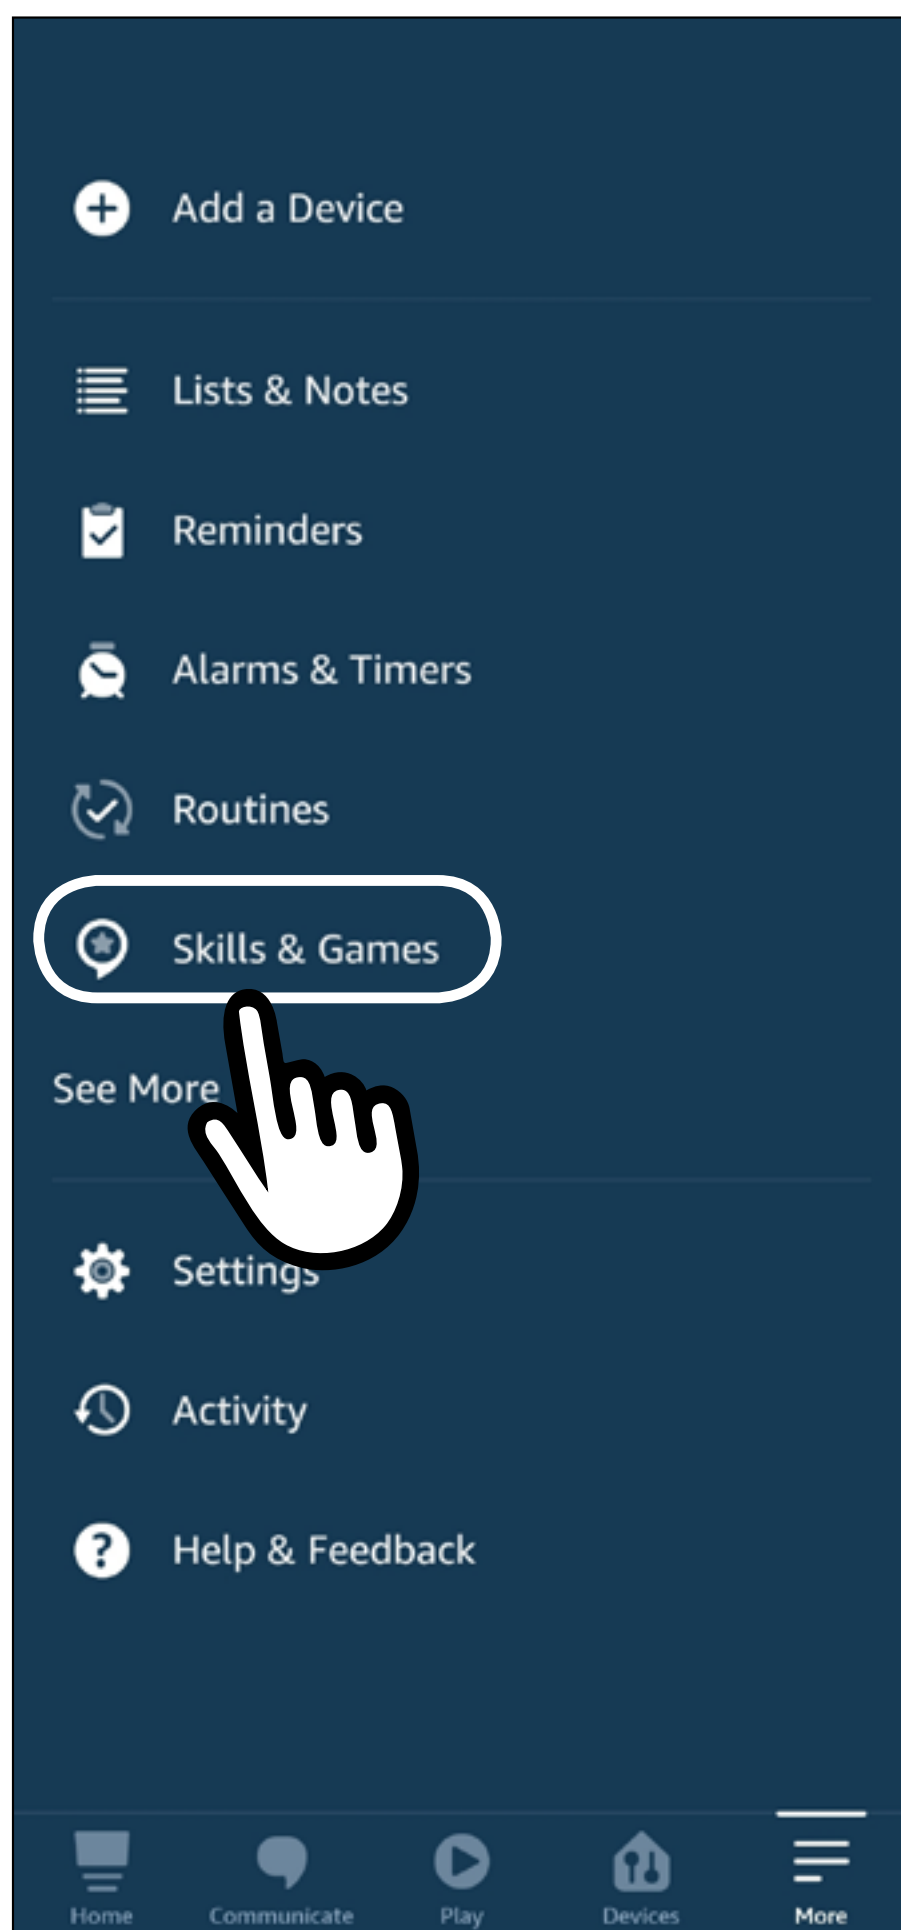 Add a Device
Lists & Notes
Reminders
Alarms & Timers
Routines
Skills & Games
See More
Settings
Activity
Help & Feedback
Home Communicate Play Devices More